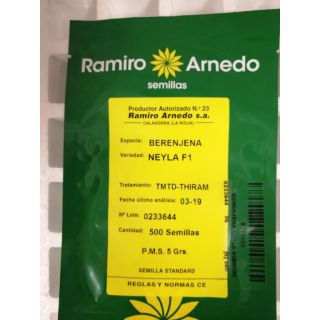 Ramiro Arnedo
semillas
Productor Autorizado N.º 23
Ramiro Arnedo s.a.
CALAHORRA (LA RIOJA)
Especie: BERENJENA
Variedad: NEYLA F1
Tratamiento: TMTD-THIRAM
Fecha último análisis: 03-19
Nº Lote: 0233644
Cantidad: 500 Semillas
P.M.S. 5 Grs.
SEMILLA STANDARD
REGLAS Y NORMAS CE
0233644